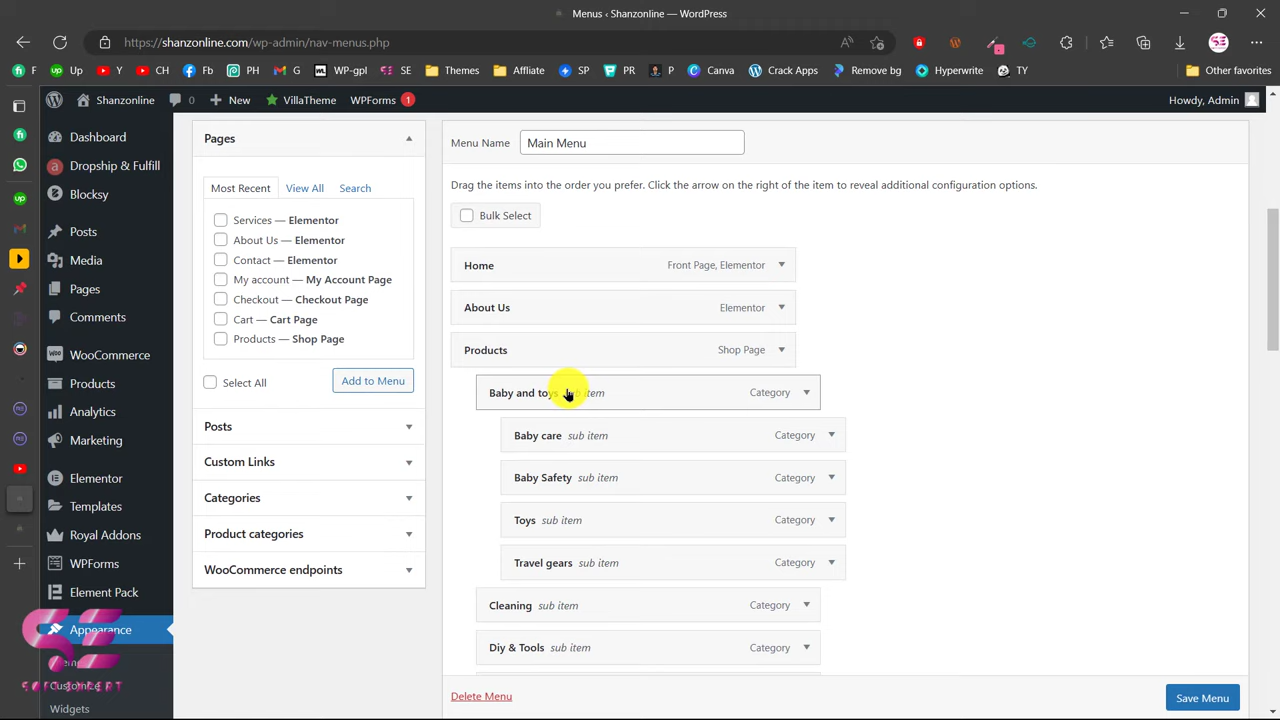 Menus < Shanzonline — WordPress
https://shanzonline.com/wp-admin/nav-menus.php
F Up Y CH Fb PH G WP-gpl SE Themes Affliate SP PR P Canva Crack Apps Remove bg Hyperwrite TY Other favorites
Shanzonline 0 New VillaTheme WPForms 1 Howdy, Admin
Dashboard
Dropship & Fulfill
Blocksy
Posts
Media
Pages
Comments
WooCommerce
Products
Analytics
Marketing
Elementor
Templates
Royal Addons
WPForms
Element Pack
Appearance
Customize
Widgets
SOFT EXPERT
Pages
Most Recent View All Search
Services — Elementor
About Us — Elementor
Contact — Elementor
My account — My Account Page
Checkout — Checkout Page
Cart — Cart Page
Products — Shop Page
Select All Add to Menu
Posts
Custom Links
Categories
Product categories
WooCommerce endpoints
Menu Name Main Menu
Drag the items into the order you prefer. Click the arrow on the right of the item to reveal additional configuration options.
Bulk Select
Home Front Page, Elementor
About Us Elementor
Products Shop Page
Baby and toys sub item Category
Baby care sub item Category
Baby Safety sub item Category
Toys sub item Category
Travel gears sub item Category
Cleaning sub item Category
Diy & Tools sub item Category
Delete Menu Save Menu